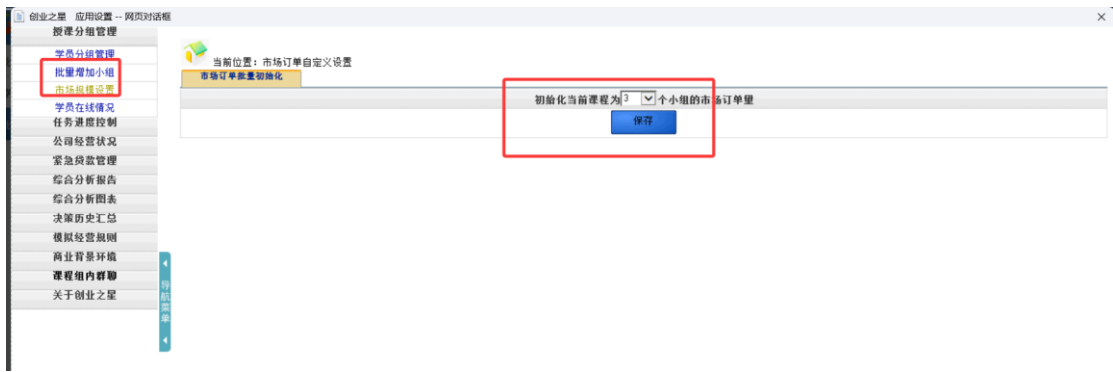 创业之星 应用设置 -- 网页对话框
授课分组管理
学员分组管理
批量增加小组
市场规模设置
学员在线情况
任务进度控制
公司经营状况
紧急贷款管理
综合分析报告
综合分析图表
决策历史汇总
模拟经营规则
商业背景环境
课程组内群聊
关于创业之星
导航菜单
当前位置：市场订单自定义设置
市场订单批量初始化
初始化当前课程为 3 个小组的市场订单量
保存